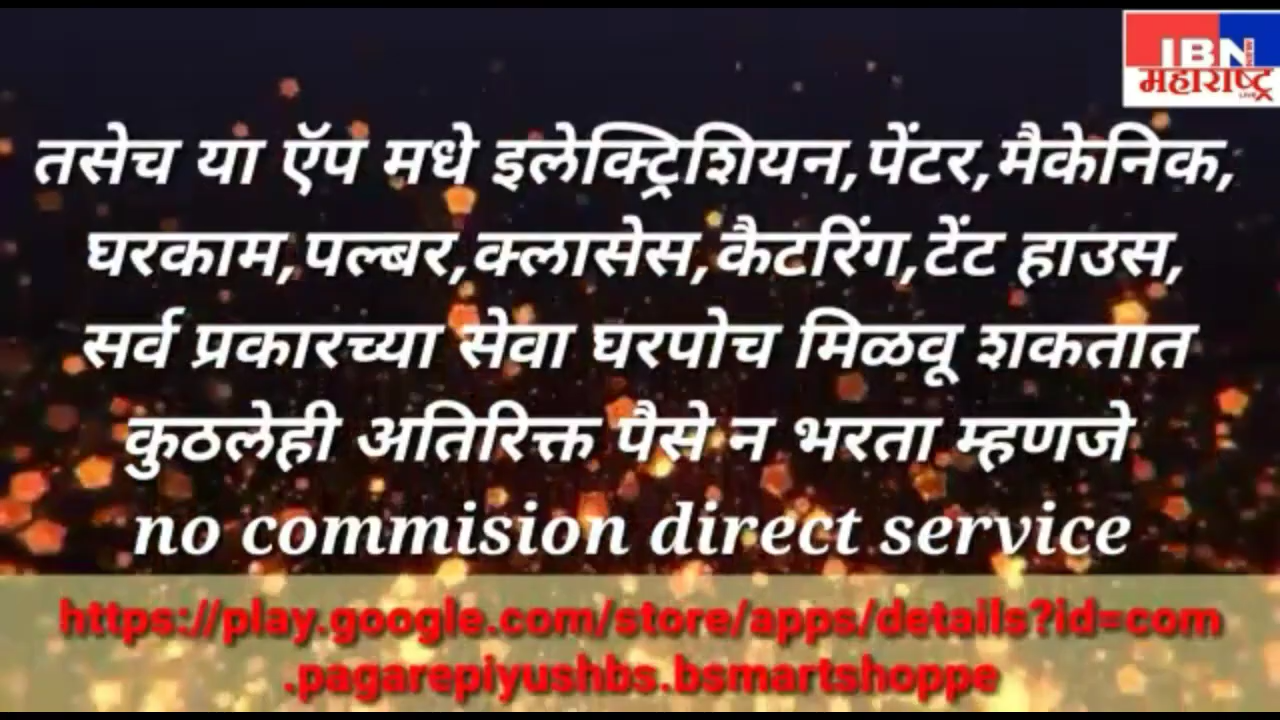 IBN
NEW
महाराष्ट्र
LIVE
तसेच या ऍप मधे इलेक्ट्रिशियन,पेंटर,मैकेनिक,
घरकाम,पल्बर,क्लासेस,कैटरिंग,टेंट हाउस,
सर्व प्रकारच्या सेवा घरपोच मिळवू शकतात
कुठलेही अतिरिक्त पैसे न भरता म्हणजे
no commision direct service
https://play.google.com/store/apps/details?id=com
.pagarepiyushbs.bsmartshoppe